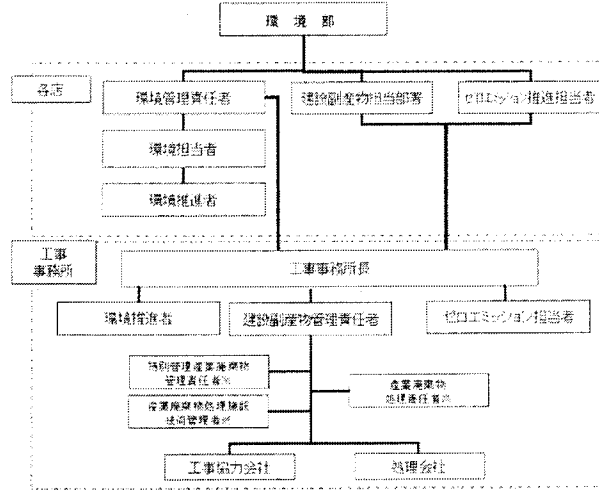 環境部
各店
環境管理責任者
建設副産物担当部署
ゼロエミッション推進担当者
環境担当者
環境推進者
工事
事務所
工事事務所長
環境推進者
建設副産物管理責任者
ゼロエミッション担当者
特別管理産業廃棄物
管理責任者※
産業廃棄物
処理責任者※
産業廃棄物処理施設
技術管理者※
工事協力会社
処理会社